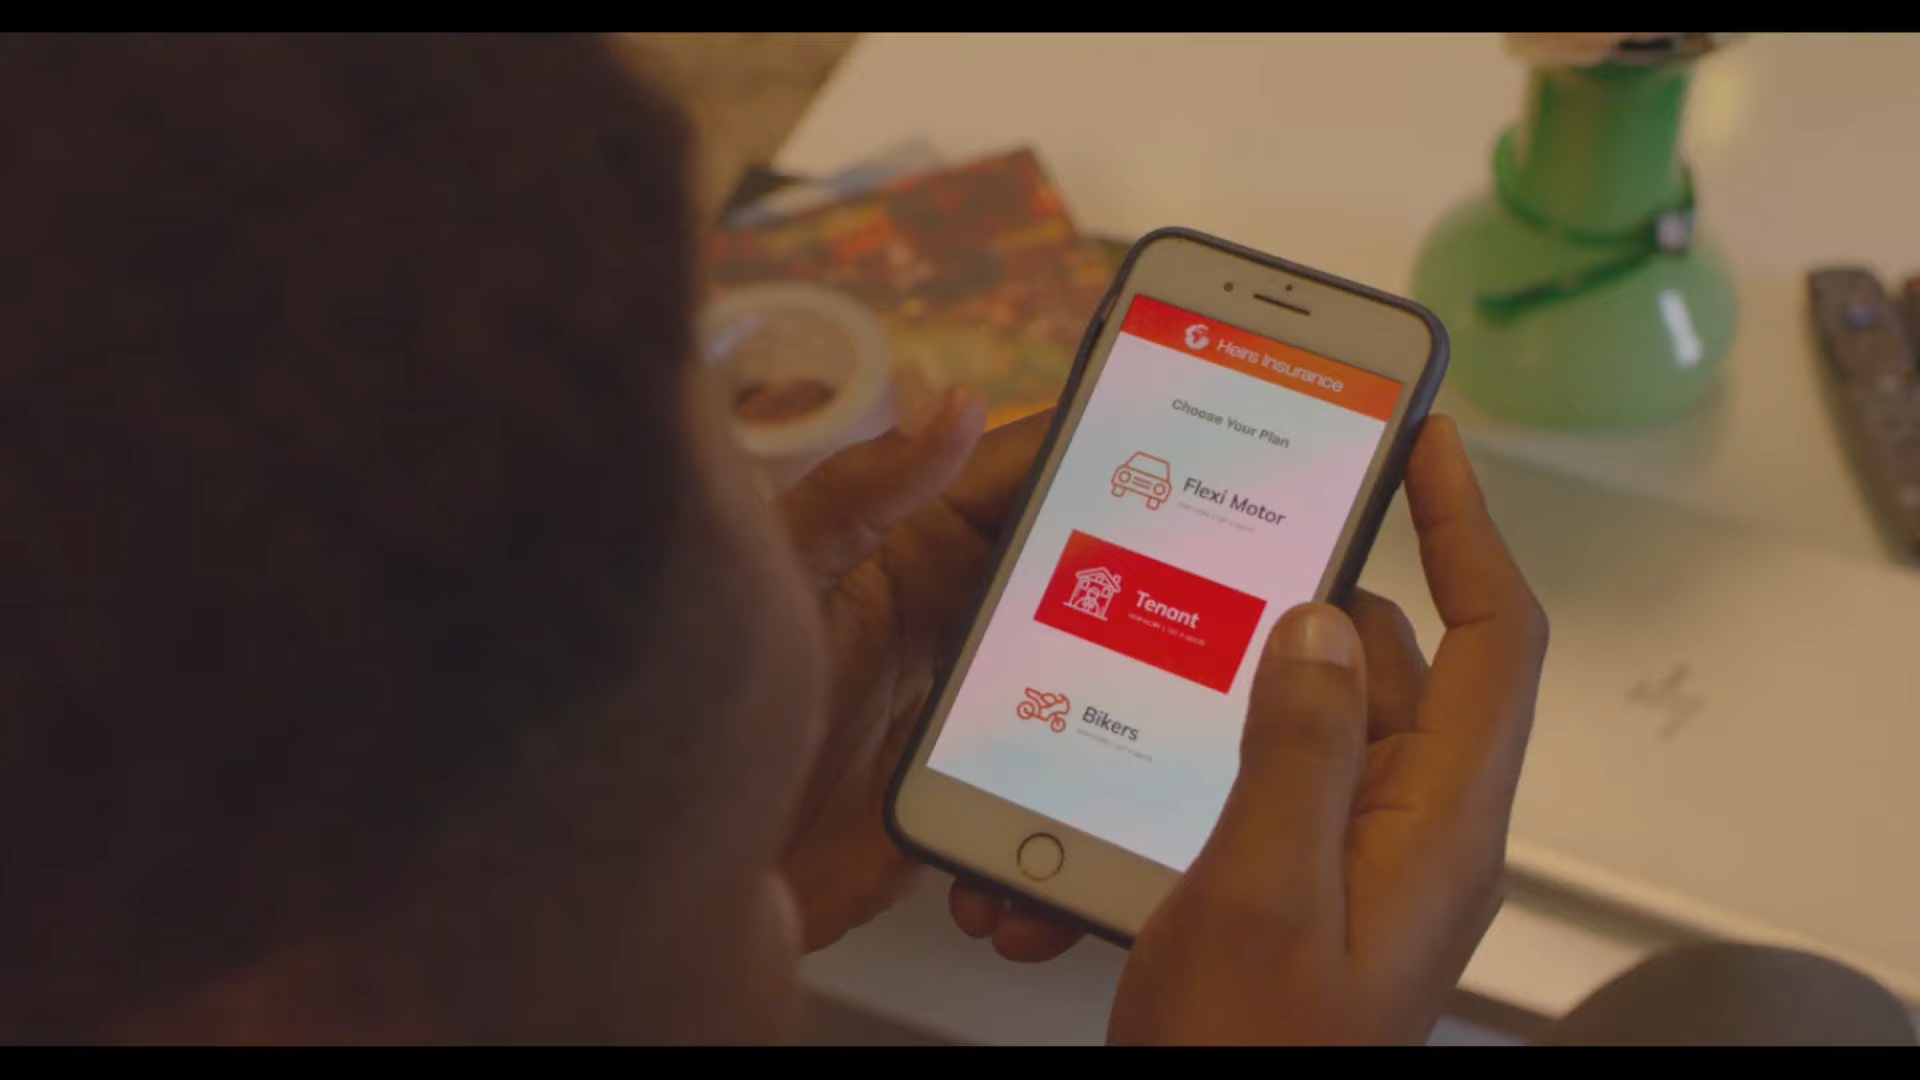 Heirs Insurance
Choose Your Plan
Flexi Motor
Tenant
Bikers